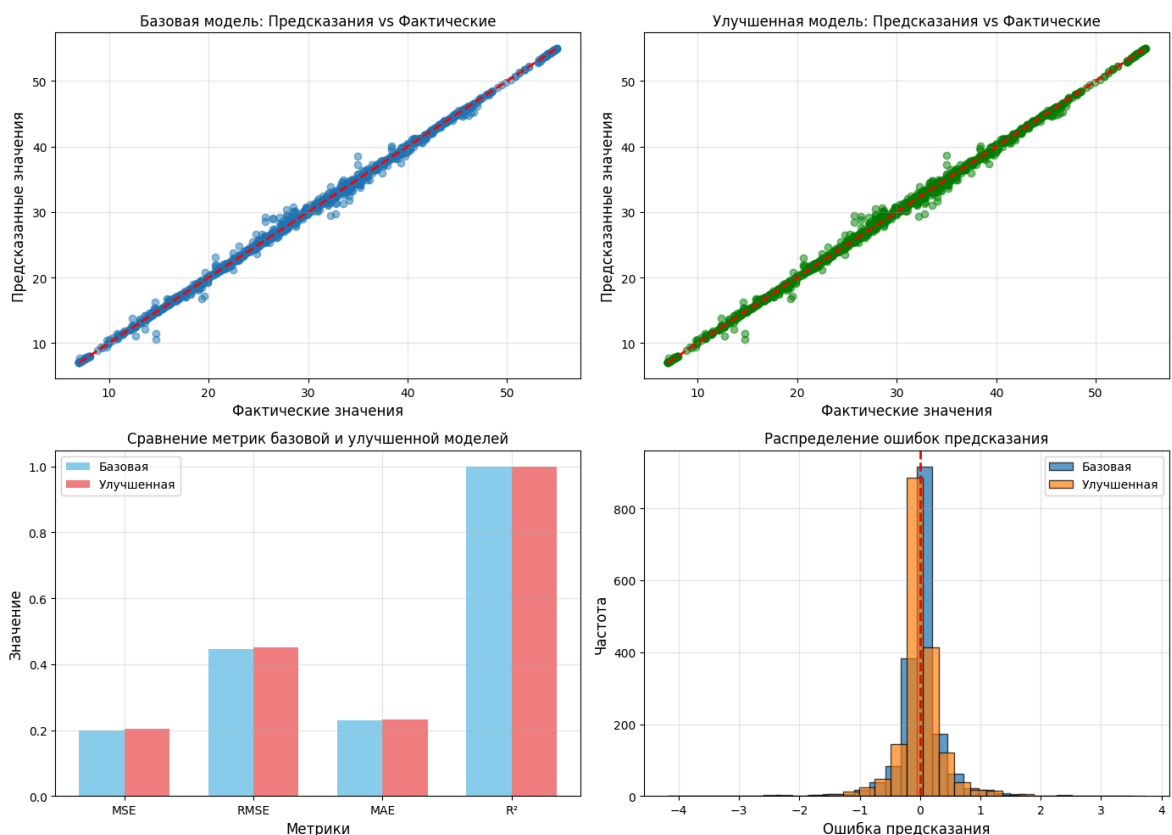 Базовая модель: Предсказания vs Фактические
50
40
30
20
10
Предсказанные значения
10 20 30 40 50
Фактические значения
Улучшенная модель: Предсказания vs Фактические
50
40
30
20
10
Предсказанные значения
10 20 30 40 50
Фактические значения
Сравнение метрик базовой и улучшенной моделей
Базовая
Улучшенная
1.0
0.8
0.6
0.4
0.2
0.0
Значение
MSE RMSE MAE R²
Метрики
Распределение ошибок предсказания
Базовая
Улучшенная
800
600
400
200
0
Частота
−4 −3 −2 −1 0 1 2 3 4
Ошибка предсказания